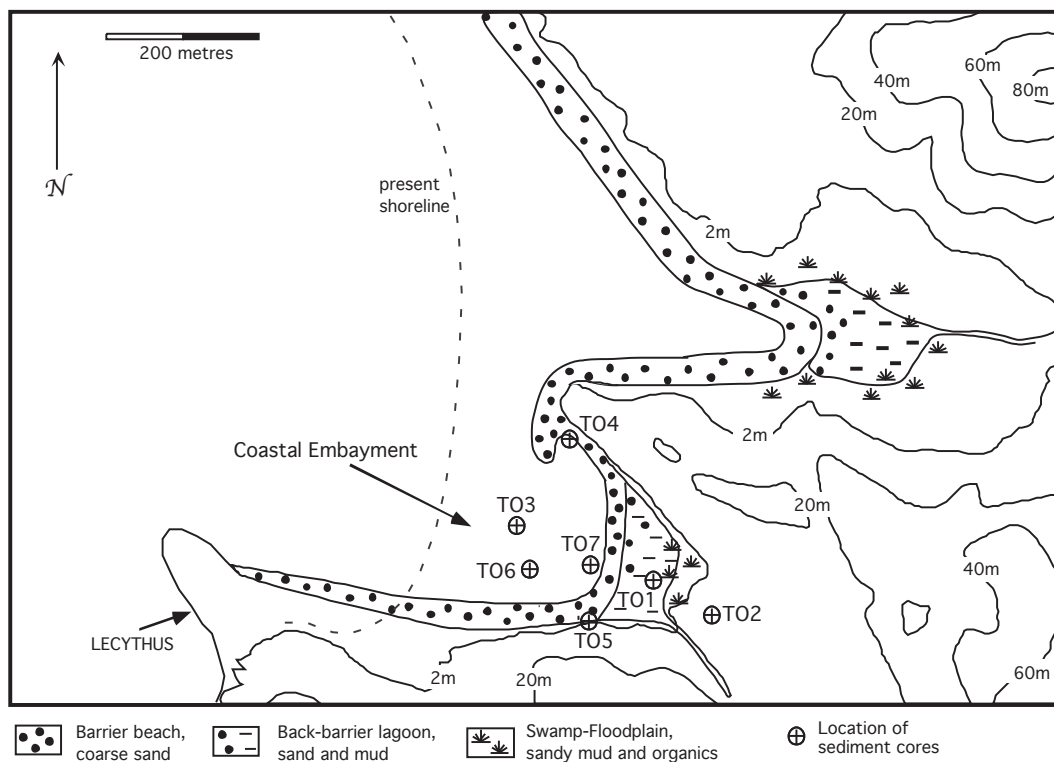 200 metres
N
present
shoreline
60m
40m
80m
20m
2m
TO4
2m
Coastal Embayment
20m
TO3
TO7
TO6
40m
TO1
TO2
LECYTHUS
TO5
2m
20m
60m
Barrier beach,
coarse sand
Back-barrier lagoon,
sand and mud
Swamp-Floodplain,
sandy mud and organics
Location of
sediment cores